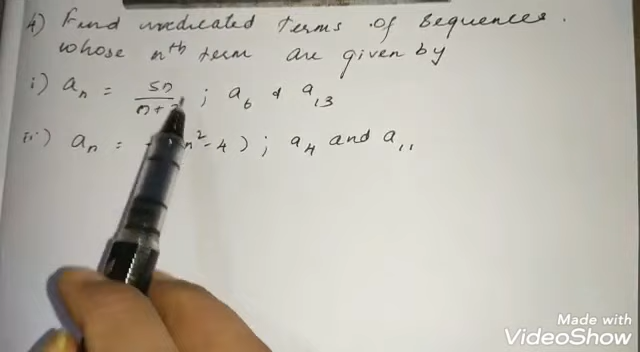 4) Find indicated terms of sequences.
whose nth term are given by
i) aₙ = 5n / n+ ; a₆ & a₁₃
ii) aₙ = - n² - 4 ) ; a₄ and a₁₁
Made with
VideoShow